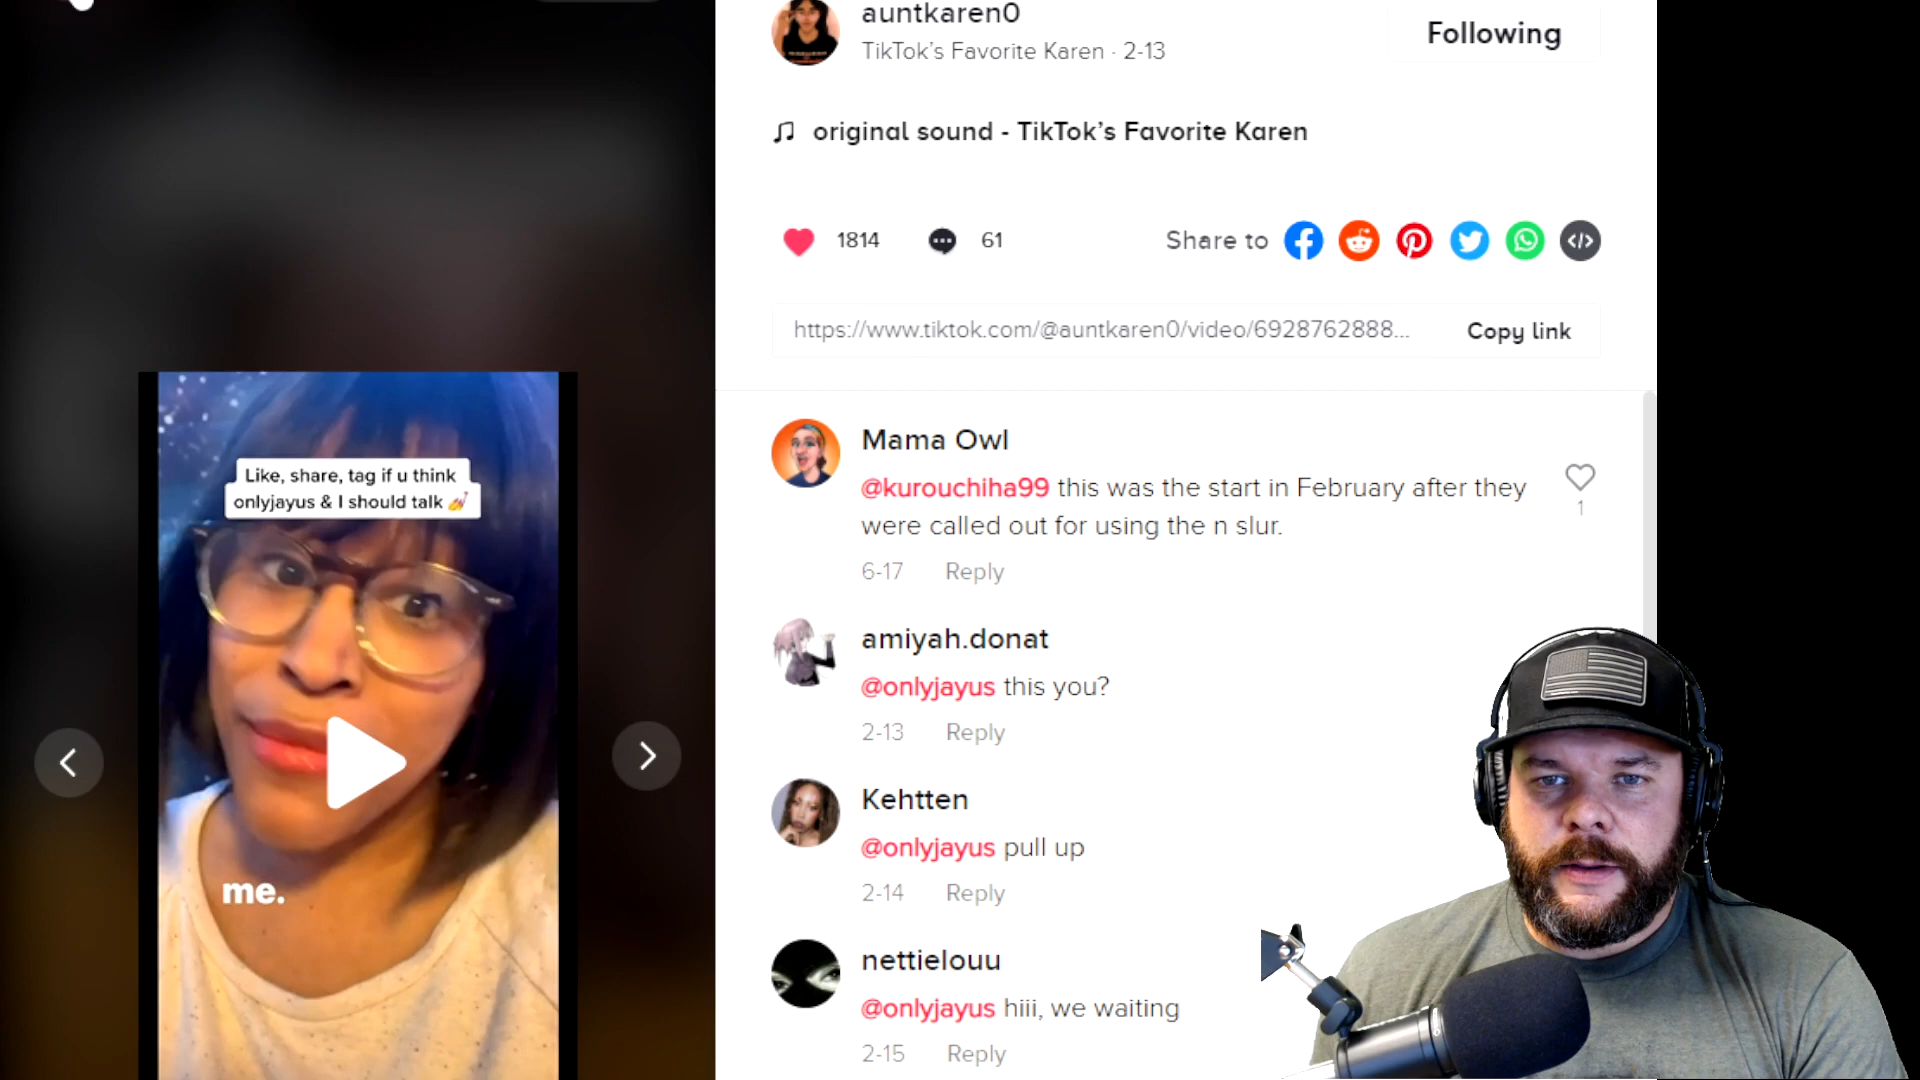 auntkaren0
TikTok’s Favorite Karen · 2-13
Following
original sound - TikTok’s Favorite Karen
1814
61
Share to
https://www.tiktok.com/@auntkaren0/video/6928762888...
Copy link
Like, share, tag if u think
onlyjayus & I should talk 💅
me.
Mama Owl
@kurouchiha99 this was the start in February after they
were called out for using the n slur.
1
6-17 Reply
amiyah.donat
@onlyjayus this you?
2-13 Reply
Kehtten
@onlyjayus pull up
2-14 Reply
nettielouu
@onlyjayus hiii, we waiting
2-15 Reply